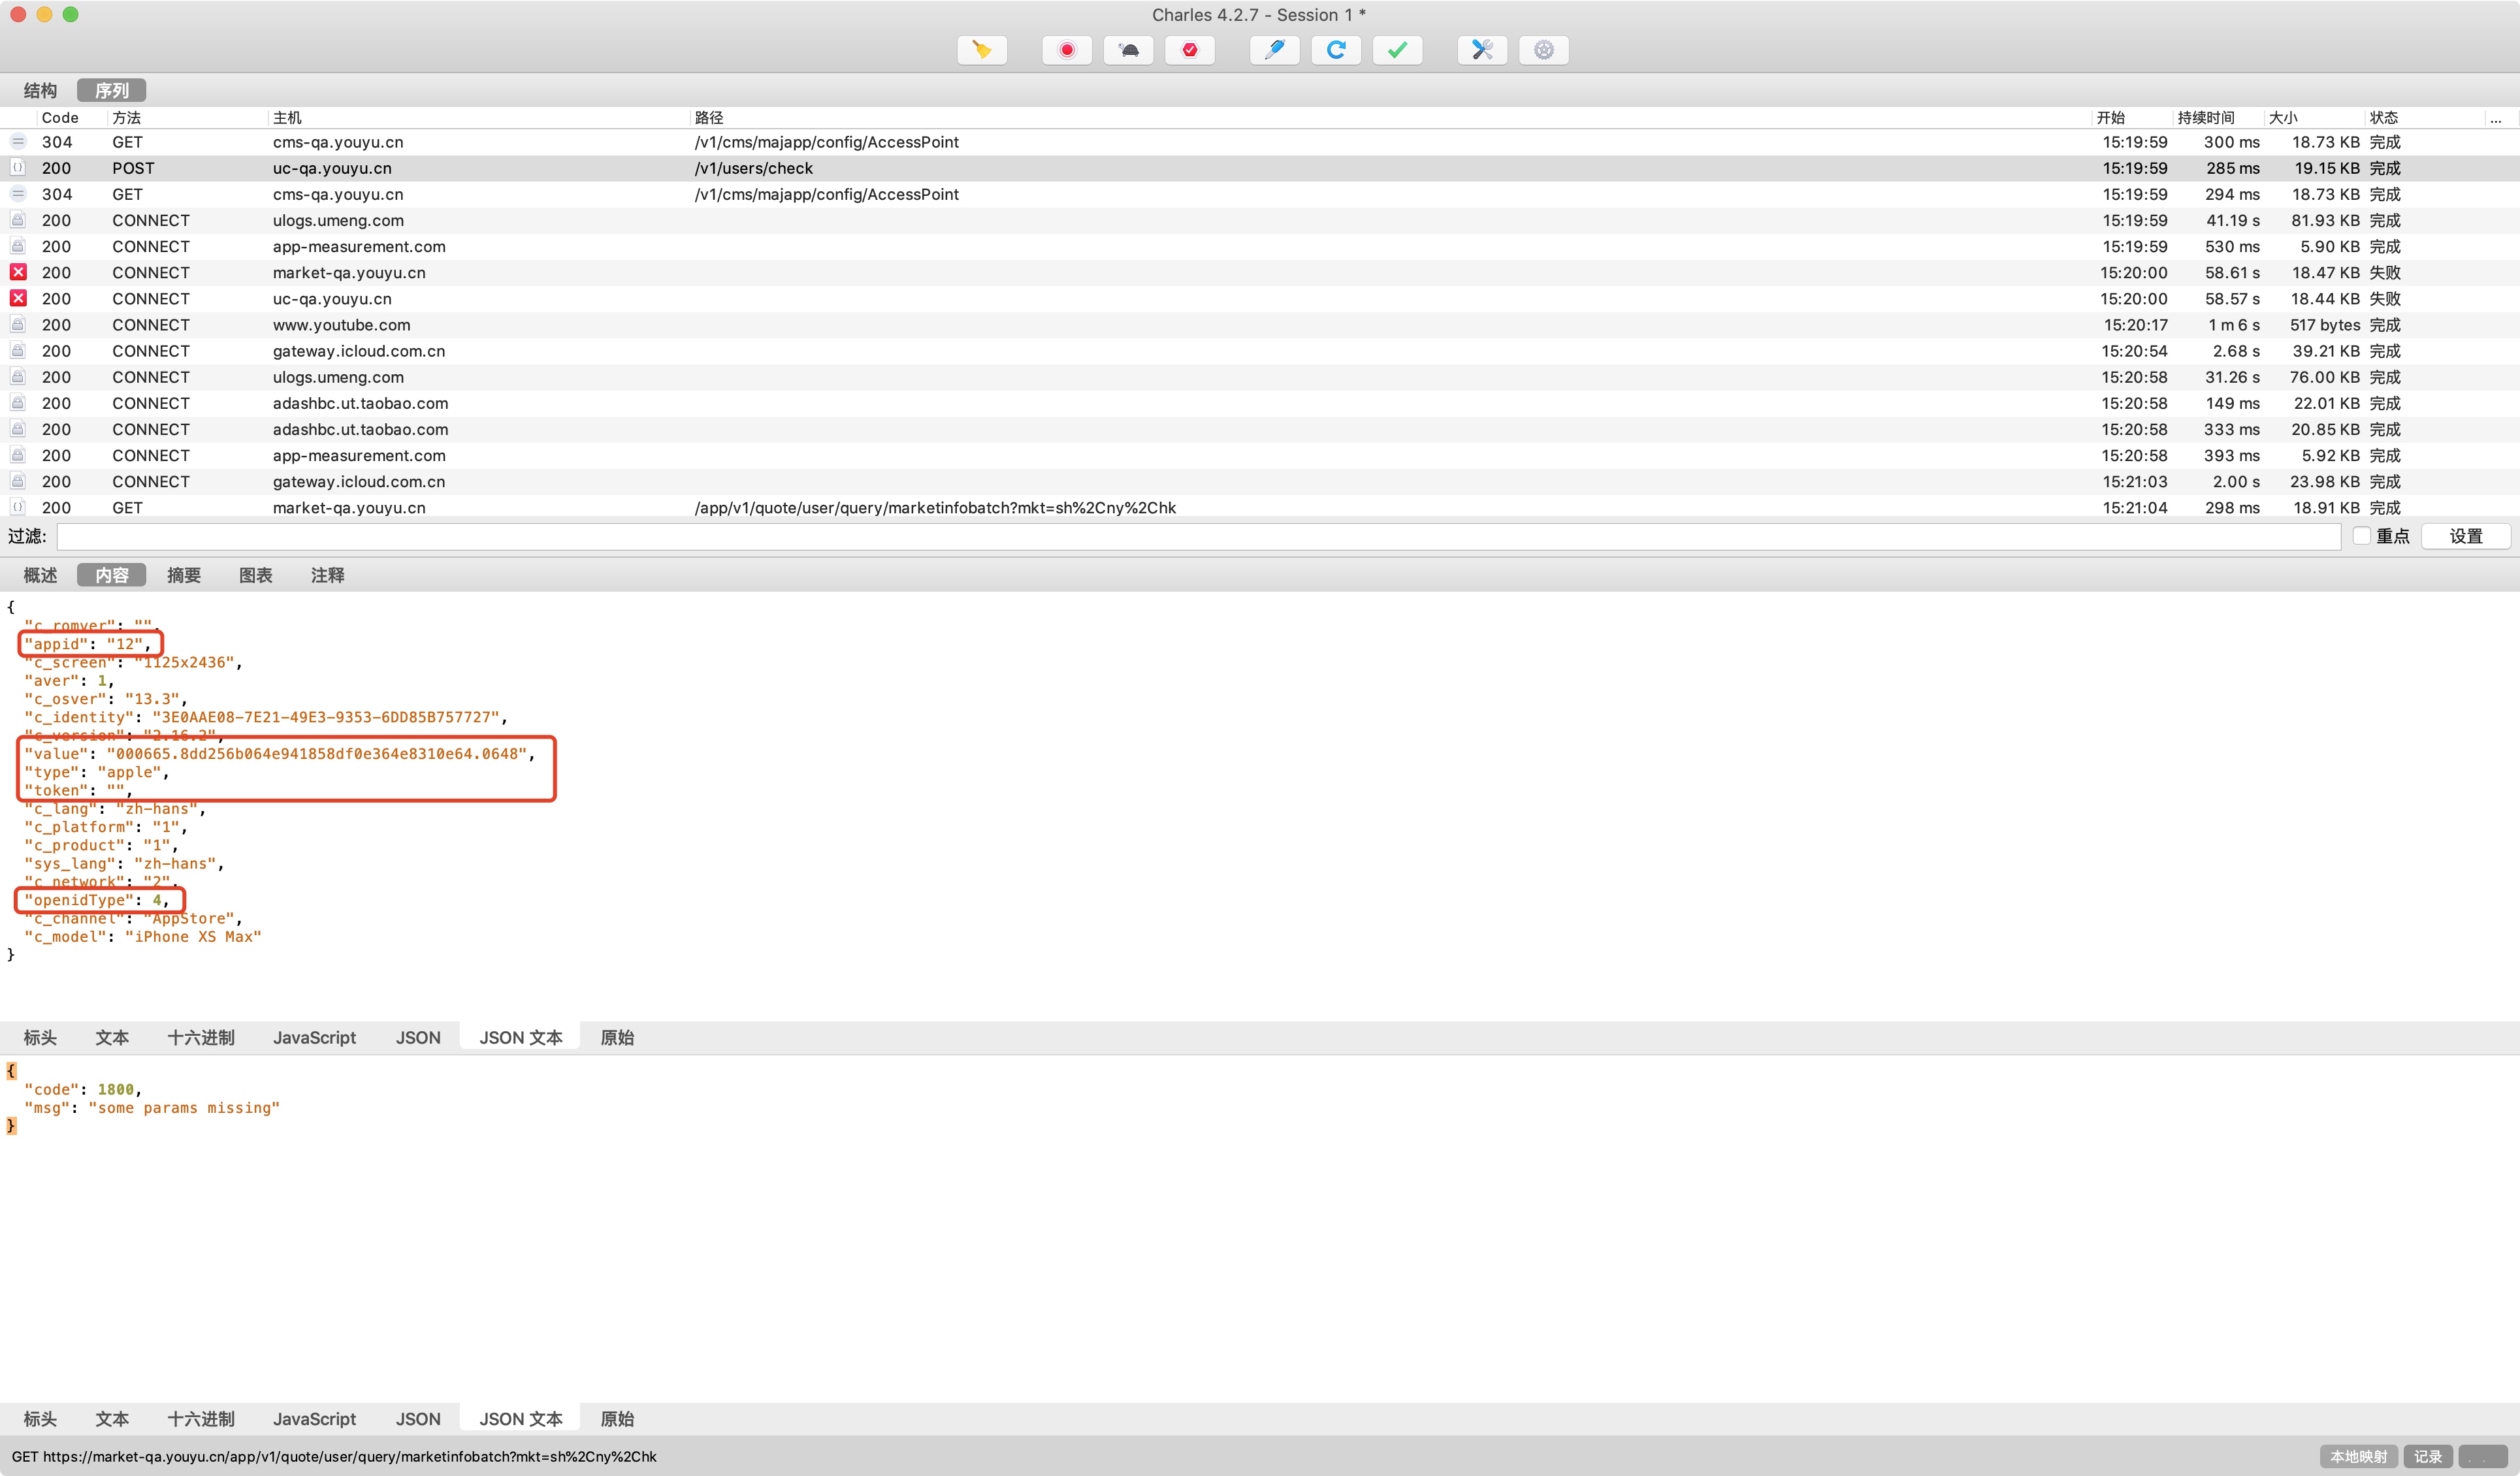 Charles 4.2.7 - Session 1 *
结构 序列
Code 方法 主机 路径 开始 持续时间 大小 状态 ...
304 GET cms-qa.youyu.cn /v1/cms/majapp/config/AccessPoint 15:19:59 300 ms 18.73 KB 完成
200 POST uc-qa.youyu.cn /v1/users/check 15:19:59 285 ms 19.15 KB 完成
304 GET cms-qa.youyu.cn /v1/cms/majapp/config/AccessPoint 15:19:59 294 ms 18.73 KB 完成
200 CONNECT ulogs.umeng.com 15:19:59 41.19 s 81.93 KB 完成
200 CONNECT app-measurement.com 15:19:59 530 ms 5.90 KB 完成
200 CONNECT market-qa.youyu.cn 15:20:00 58.61 s 18.47 KB 失败
200 CONNECT uc-qa.youyu.cn 15:20:00 58.57 s 18.44 KB 失败
200 CONNECT www.youtube.com 15:20:17 1 m 6 s 517 bytes 完成
200 CONNECT gateway.icloud.com.cn 15:20:54 2.68 s 39.21 KB 完成
200 CONNECT ulogs.umeng.com 15:20:58 31.26 s 76.00 KB 完成
200 CONNECT adashbc.ut.taobao.com 15:20:58 149 ms 22.01 KB 完成
200 CONNECT adashbc.ut.taobao.com 15:20:58 333 ms 20.85 KB 完成
200 CONNECT app-measurement.com 15:20:58 393 ms 5.92 KB 完成
200 CONNECT gateway.icloud.com.cn 15:21:03 2.00 s 23.98 KB 完成
200 GET market-qa.youyu.cn /app/v1/quote/user/query/marketinfobatch?mkt=sh%2Cny%2Chk 15:21:04 298 ms 18.91 KB 完成
过滤: 重点 设置
概述 内容 摘要 图表 注释
{
"c_romver": "",
"appid": "12",
"c_screen": "1125x2436",
"aver": 1,
"c_osver": "13.3",
"c_identity": "3E0AAE08-7E21-49E3-9353-6DD85B757727",
"c_version": "2.16.2",
"value": "000665.8dd256b064e941858df0e364e8310e64.0648",
"type": "apple",
"token": "",
"c_lang": "zh-hans",
"c_platform": "1",
"c_product": "1",
"sys_lang": "zh-hans",
"c_network": "2",
"openidType": 4,
"c_channel": "AppStore",
"c_model": "iPhone XS Max"
}
标头 文本 十六进制 JavaScript JSON JSON 文本 原始
{
"code": 1800,
"msg": "some params missing"
}
标头 文本 十六进制 JavaScript JSON JSON 文本 原始
GET https://market-qa.youyu.cn/app/v1/quote/user/query/marketinfobatch?mkt=sh%2Cny%2Chk 本地映射 记录